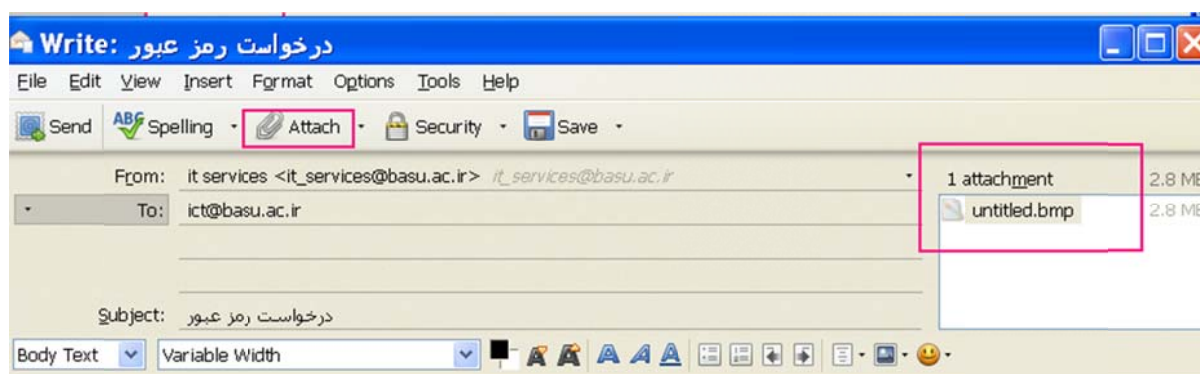 Write: درخواست رمز عبور
File Edit View Insert Format Options Tools Help
Send ABC Spelling Attach Security Save
From: it services <it_services@basu.ac.ir> it_services@basu.ac.ir
1 attachment 2.8 MB
To: ict@basu.ac.ir
untitled.bmp 2.8 MB
Subject: درخواست رمز عبور
Body Text Variable Width